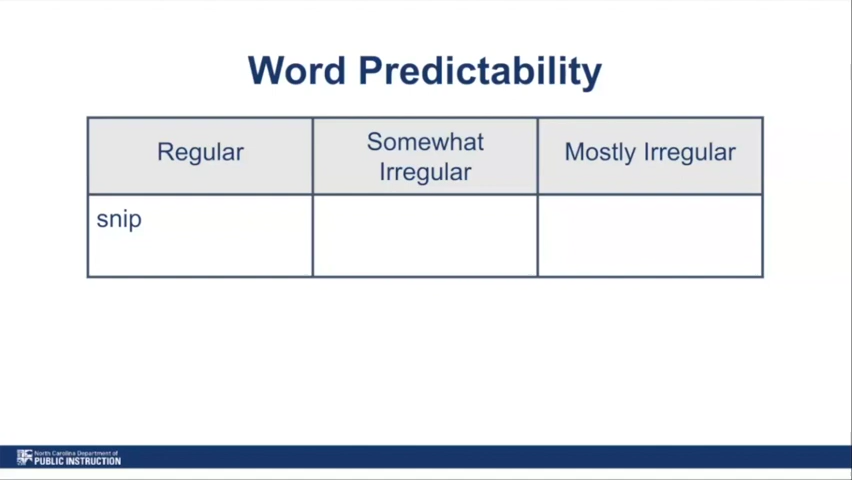 Word Predictability
Regular
Somewhat
Irregular
Mostly Irregular
snip
North Carolina Department of
PUBLIC INSTRUCTION